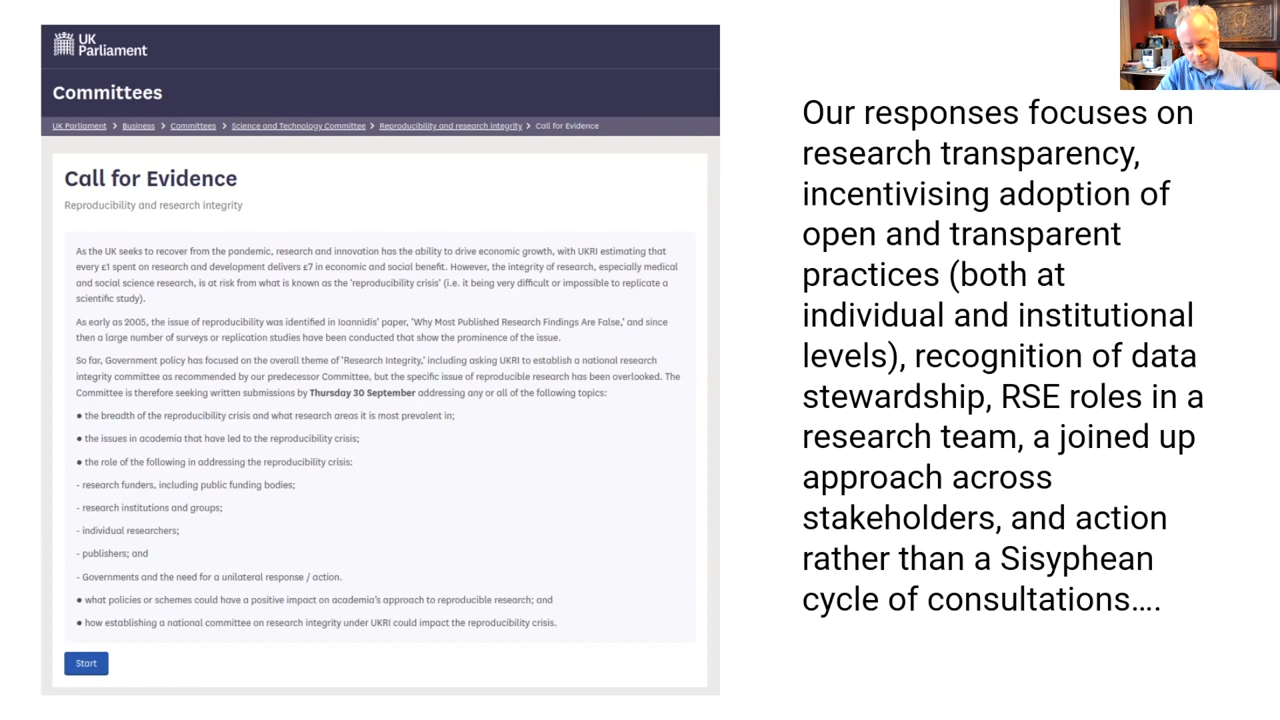 UK
Parliament
Committees
UK Parliament > Business > Committees > Science and Technology Committee > Reproducibility and research integrity > Call for Evidence
Call for Evidence
Reproducibility and research integrity
As the UK seeks to recover from the pandemic, research and innovation has the ability to drive economic growth, with UKRI estimating that
every £1 spent on research and development delivers £7 in economic and social benefit. However, the integrity of research, especially medical
and social science research, is at risk from what is known as the 'reproducibility crisis' (i.e. it being very difficult or impossible to replicate a
scientific study).
As early as 2005, the issue of reproducibility was identified in Ioannidis' paper, 'Why Most Published Research Findings Are False,' and since
then a large number of surveys or replication studies have been conducted that show the prominence of the issue.
So far, Government policy has focused on the overall theme of 'Research Integrity,' including asking UKRI to establish a national research
integrity committee as recommended by our predecessor Committee, but the specific issue of reproducible research has been overlooked. The
Committee is therefore seeking written submissions by Thursday 30 September addressing any or all of the following topics:
● the breadth of the reproducibility crisis and what research areas it is most prevalent in;
● the issues in academia that have led to the reproducibility crisis;
● the role of the following in addressing the reproducibility crisis:
- research funders, including public funding bodies;
- research institutions and groups;
- individual researchers;
- publishers; and
- Governments and the need for a unilateral response / action.
● what policies or schemes could have a positive impact on academia's approach to reproducible research; and
● how establishing a national committee on research integrity under UKRI could impact the reproducibility crisis.
Start
Our responses focuses on
research transparency,
incentivising adoption of
open and transparent
practices (both at
individual and institutional
levels), recognition of data
stewardship, RSE roles in a
research team, a joined up
approach across
stakeholders, and action
rather than a Sisyphean
cycle of consultations....